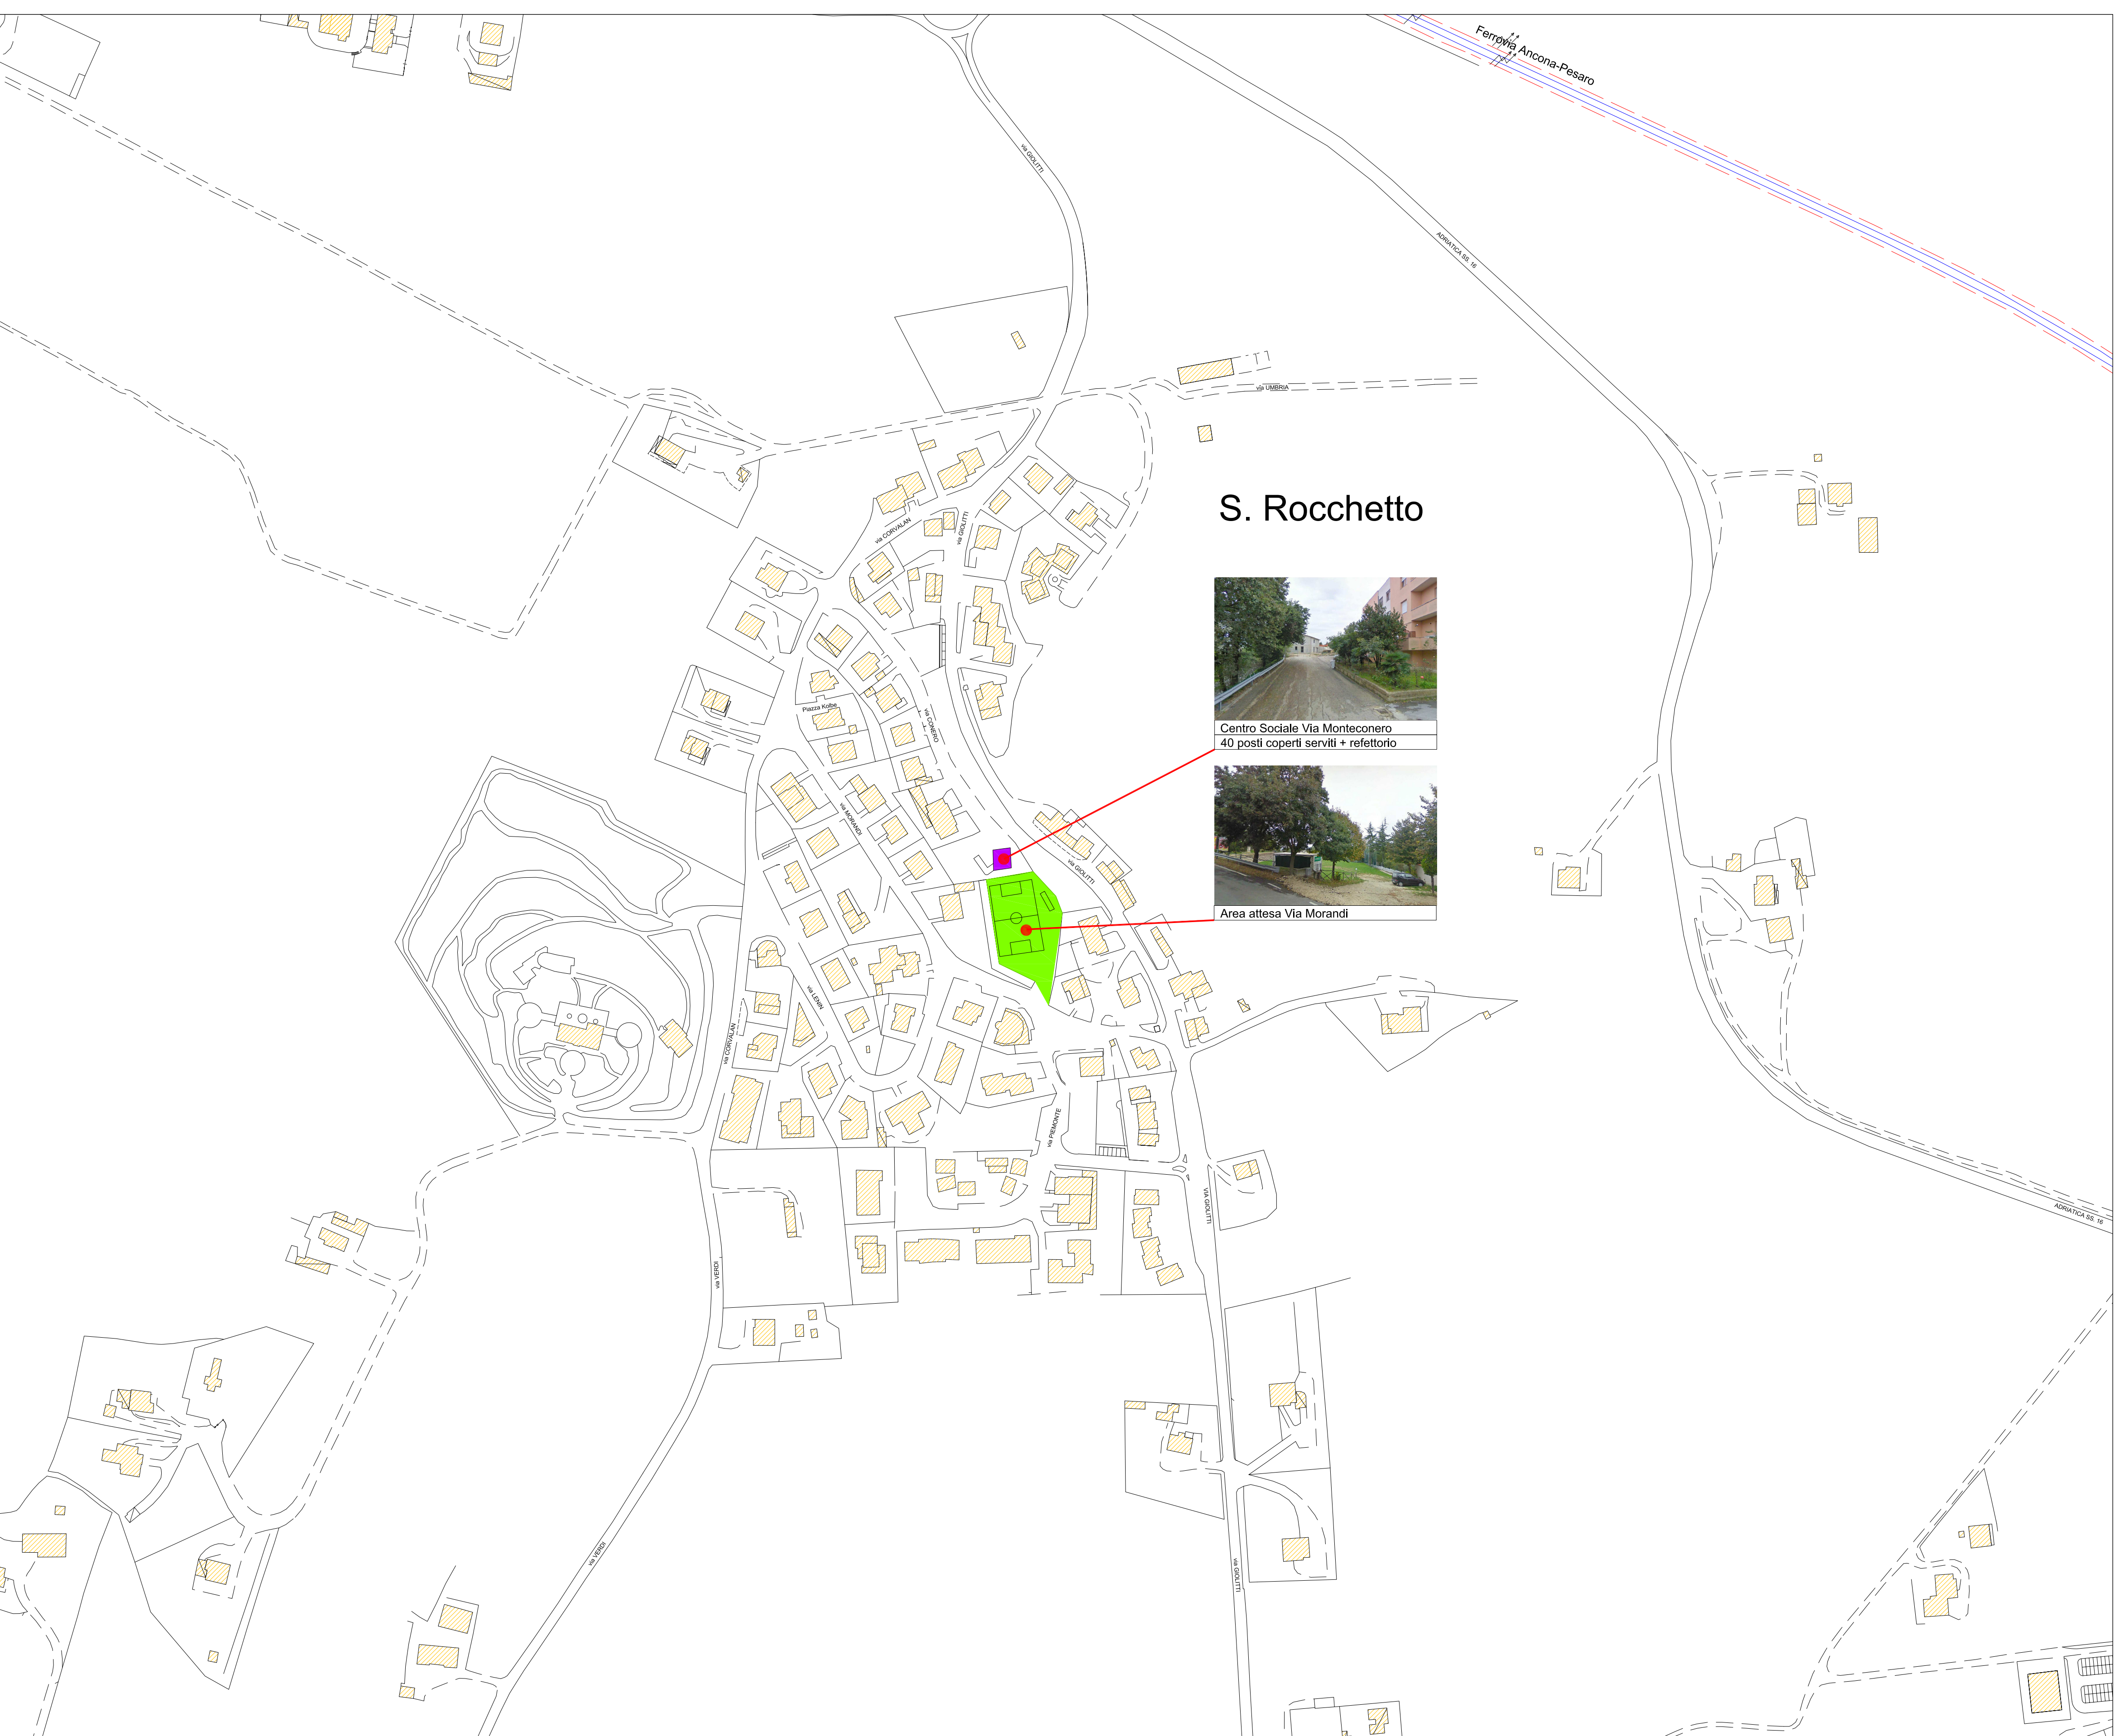 Ferrovia Ancona-Pesaro
via GIOLITTI
ADRIATICA SS. 16
via UMBRIA
S. Rocchetto
via CORVALAN
via GIOLITTI
Piazza Kolbe
via CONERO
Centro Sociale Via Monteconero
40 posti coperti serviti + refettorio
via MORANDI
via GIOLITTI
Area attesa Via Morandi
via LENIN
via CORVALAN
via PIEMONTE
VIA GIOLITTI
ADRIATICA SS. 16
via VERDI
via VERDI
via GIOLITTI